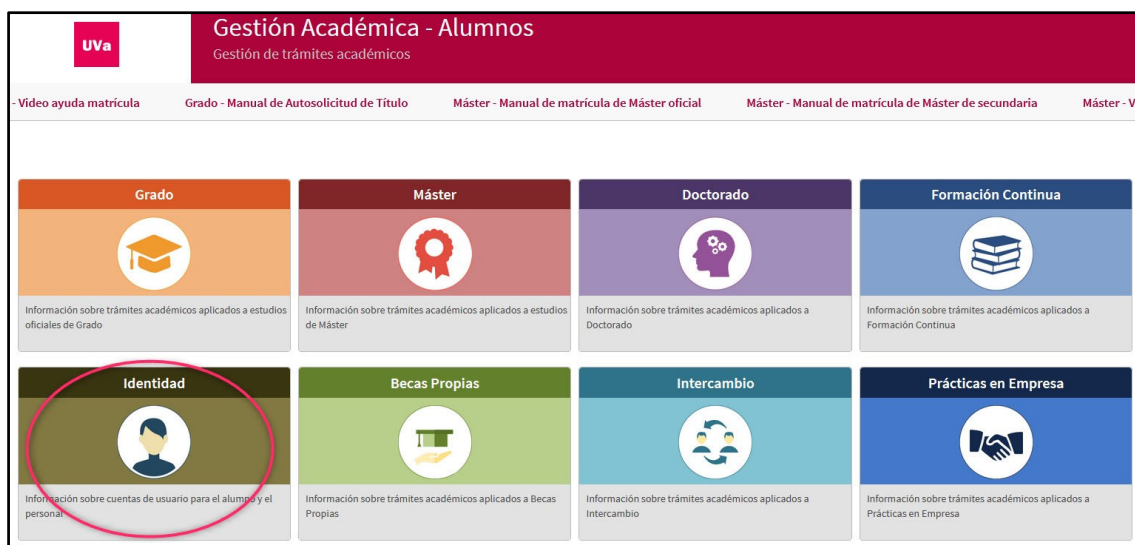 UVa
Gestión Académica - Alumnos
Gestión de trámites académicos
- Video ayuda matrícula Grado - Manual de Autosolicitud de Título Máster - Manual de matrícula de Máster oficial Máster - Manual de matrícula de Máster de secundaria Máster - V
Grado
Información sobre trámites académicos aplicados a estudios
oficiales de Grado
Máster
Información sobre trámites académicos aplicados a estudios
de Máster
Doctorado
Información sobre trámites académicos aplicados a
Doctorado
Formación Continua
Información sobre trámites académicos aplicados a
Formación Continua
Identidad
Información sobre cuentas de usuario para el alumno y el
personal
Becas Propias
Información sobre trámites académicos aplicados a Becas
Propias
Intercambio
Información sobre trámites académicos aplicados a
Intercambio
Prácticas en Empresa
Información sobre trámites académicos aplicados a
Prácticas en Empresa